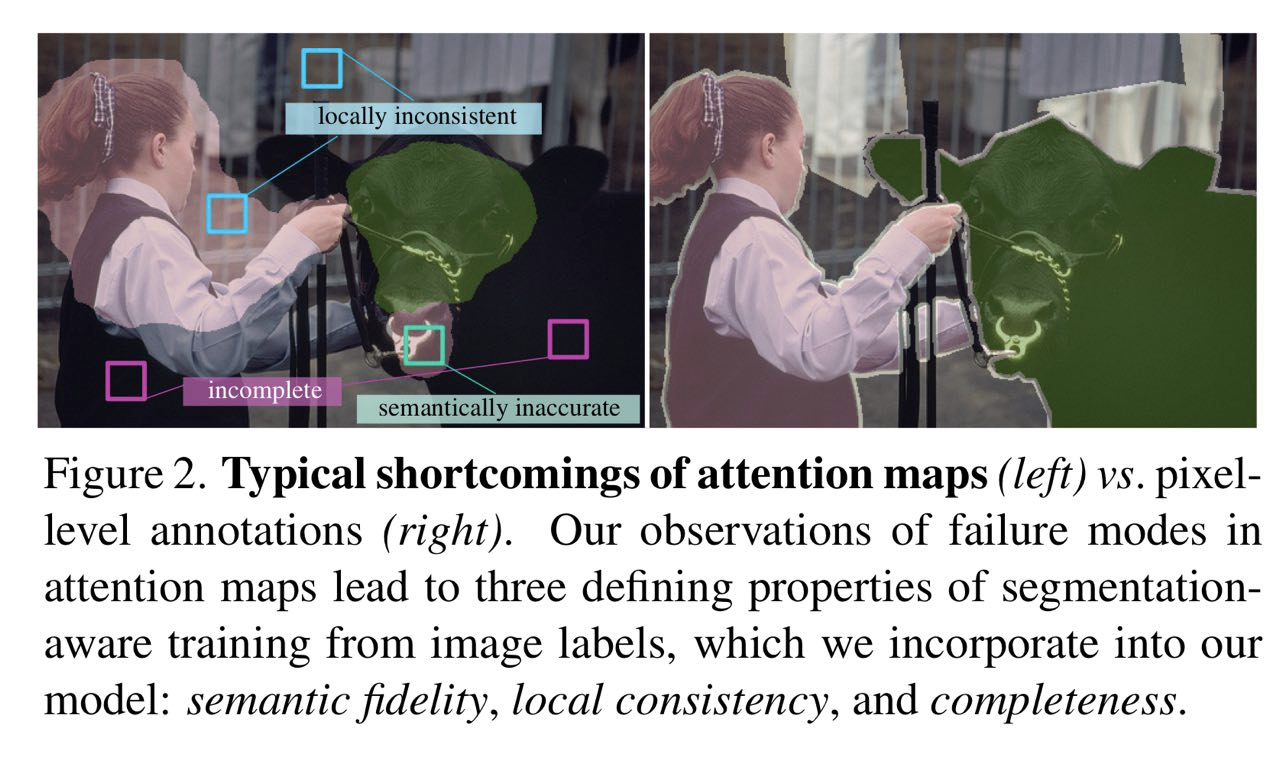 locally inconsistent
incomplete
semantically inaccurate
Figure 2. Typical shortcomings of attention maps (left) vs. pixel-
level annotations (right). Our observations of failure modes in
attention maps lead to three defining properties of segmentation-
aware training from image labels, which we incorporate into our
model: semantic fidelity, local consistency, and completeness.